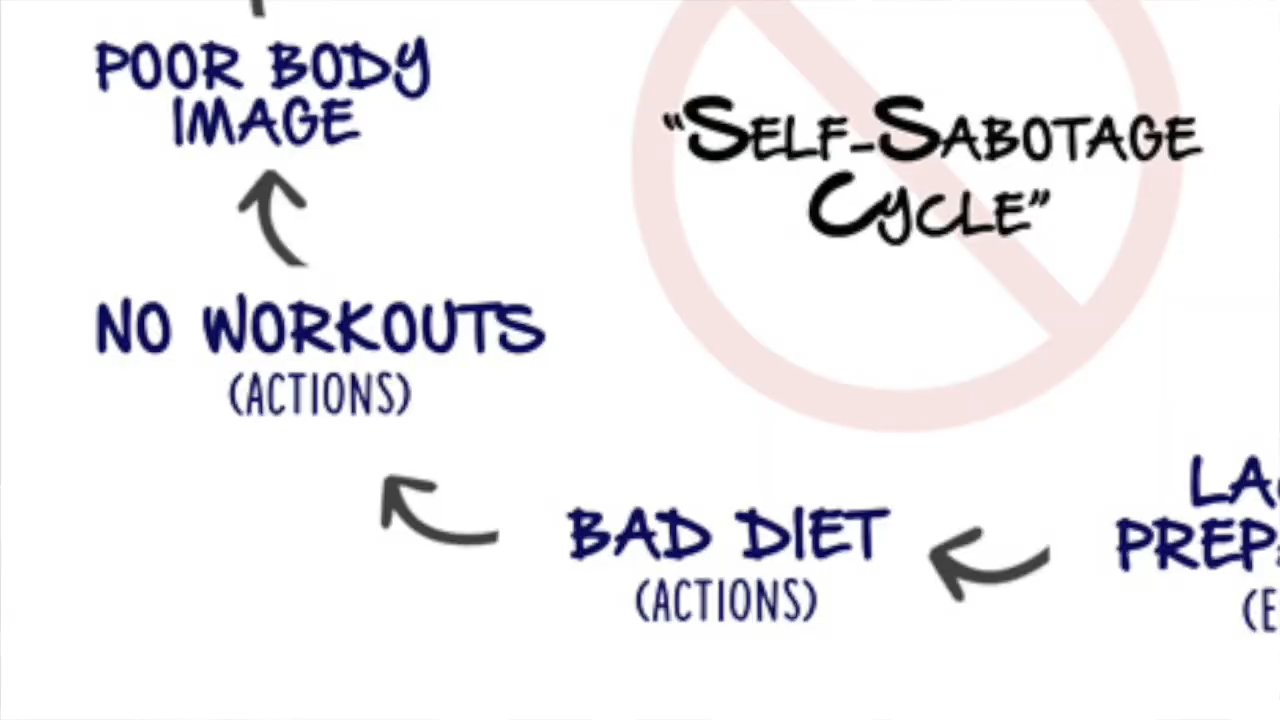 POOR BODY
IMAGE
"SELF-SABOTAGE
CYCLE"
NO WORKOUTS
(ACTIONS)
BAD DIET
(ACTIONS)